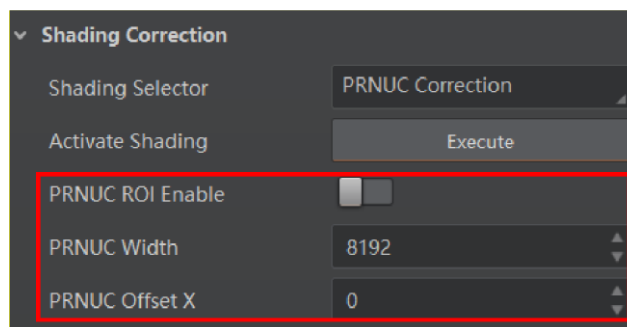 Shading Correction
Shading Selector PRNUC Correction
Activate Shading Execute
PRNUC ROI Enable
PRNUC Width 8192
PRNUC Offset X 0